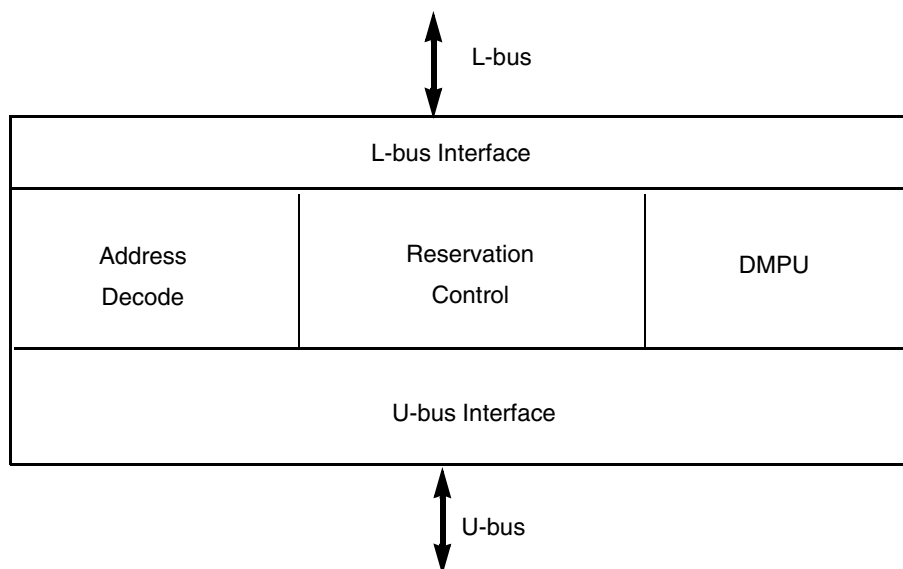 L-bus
L-bus Interface
Address
Decode
Reservation
Control
DMPU
U-bus Interface
U-bus